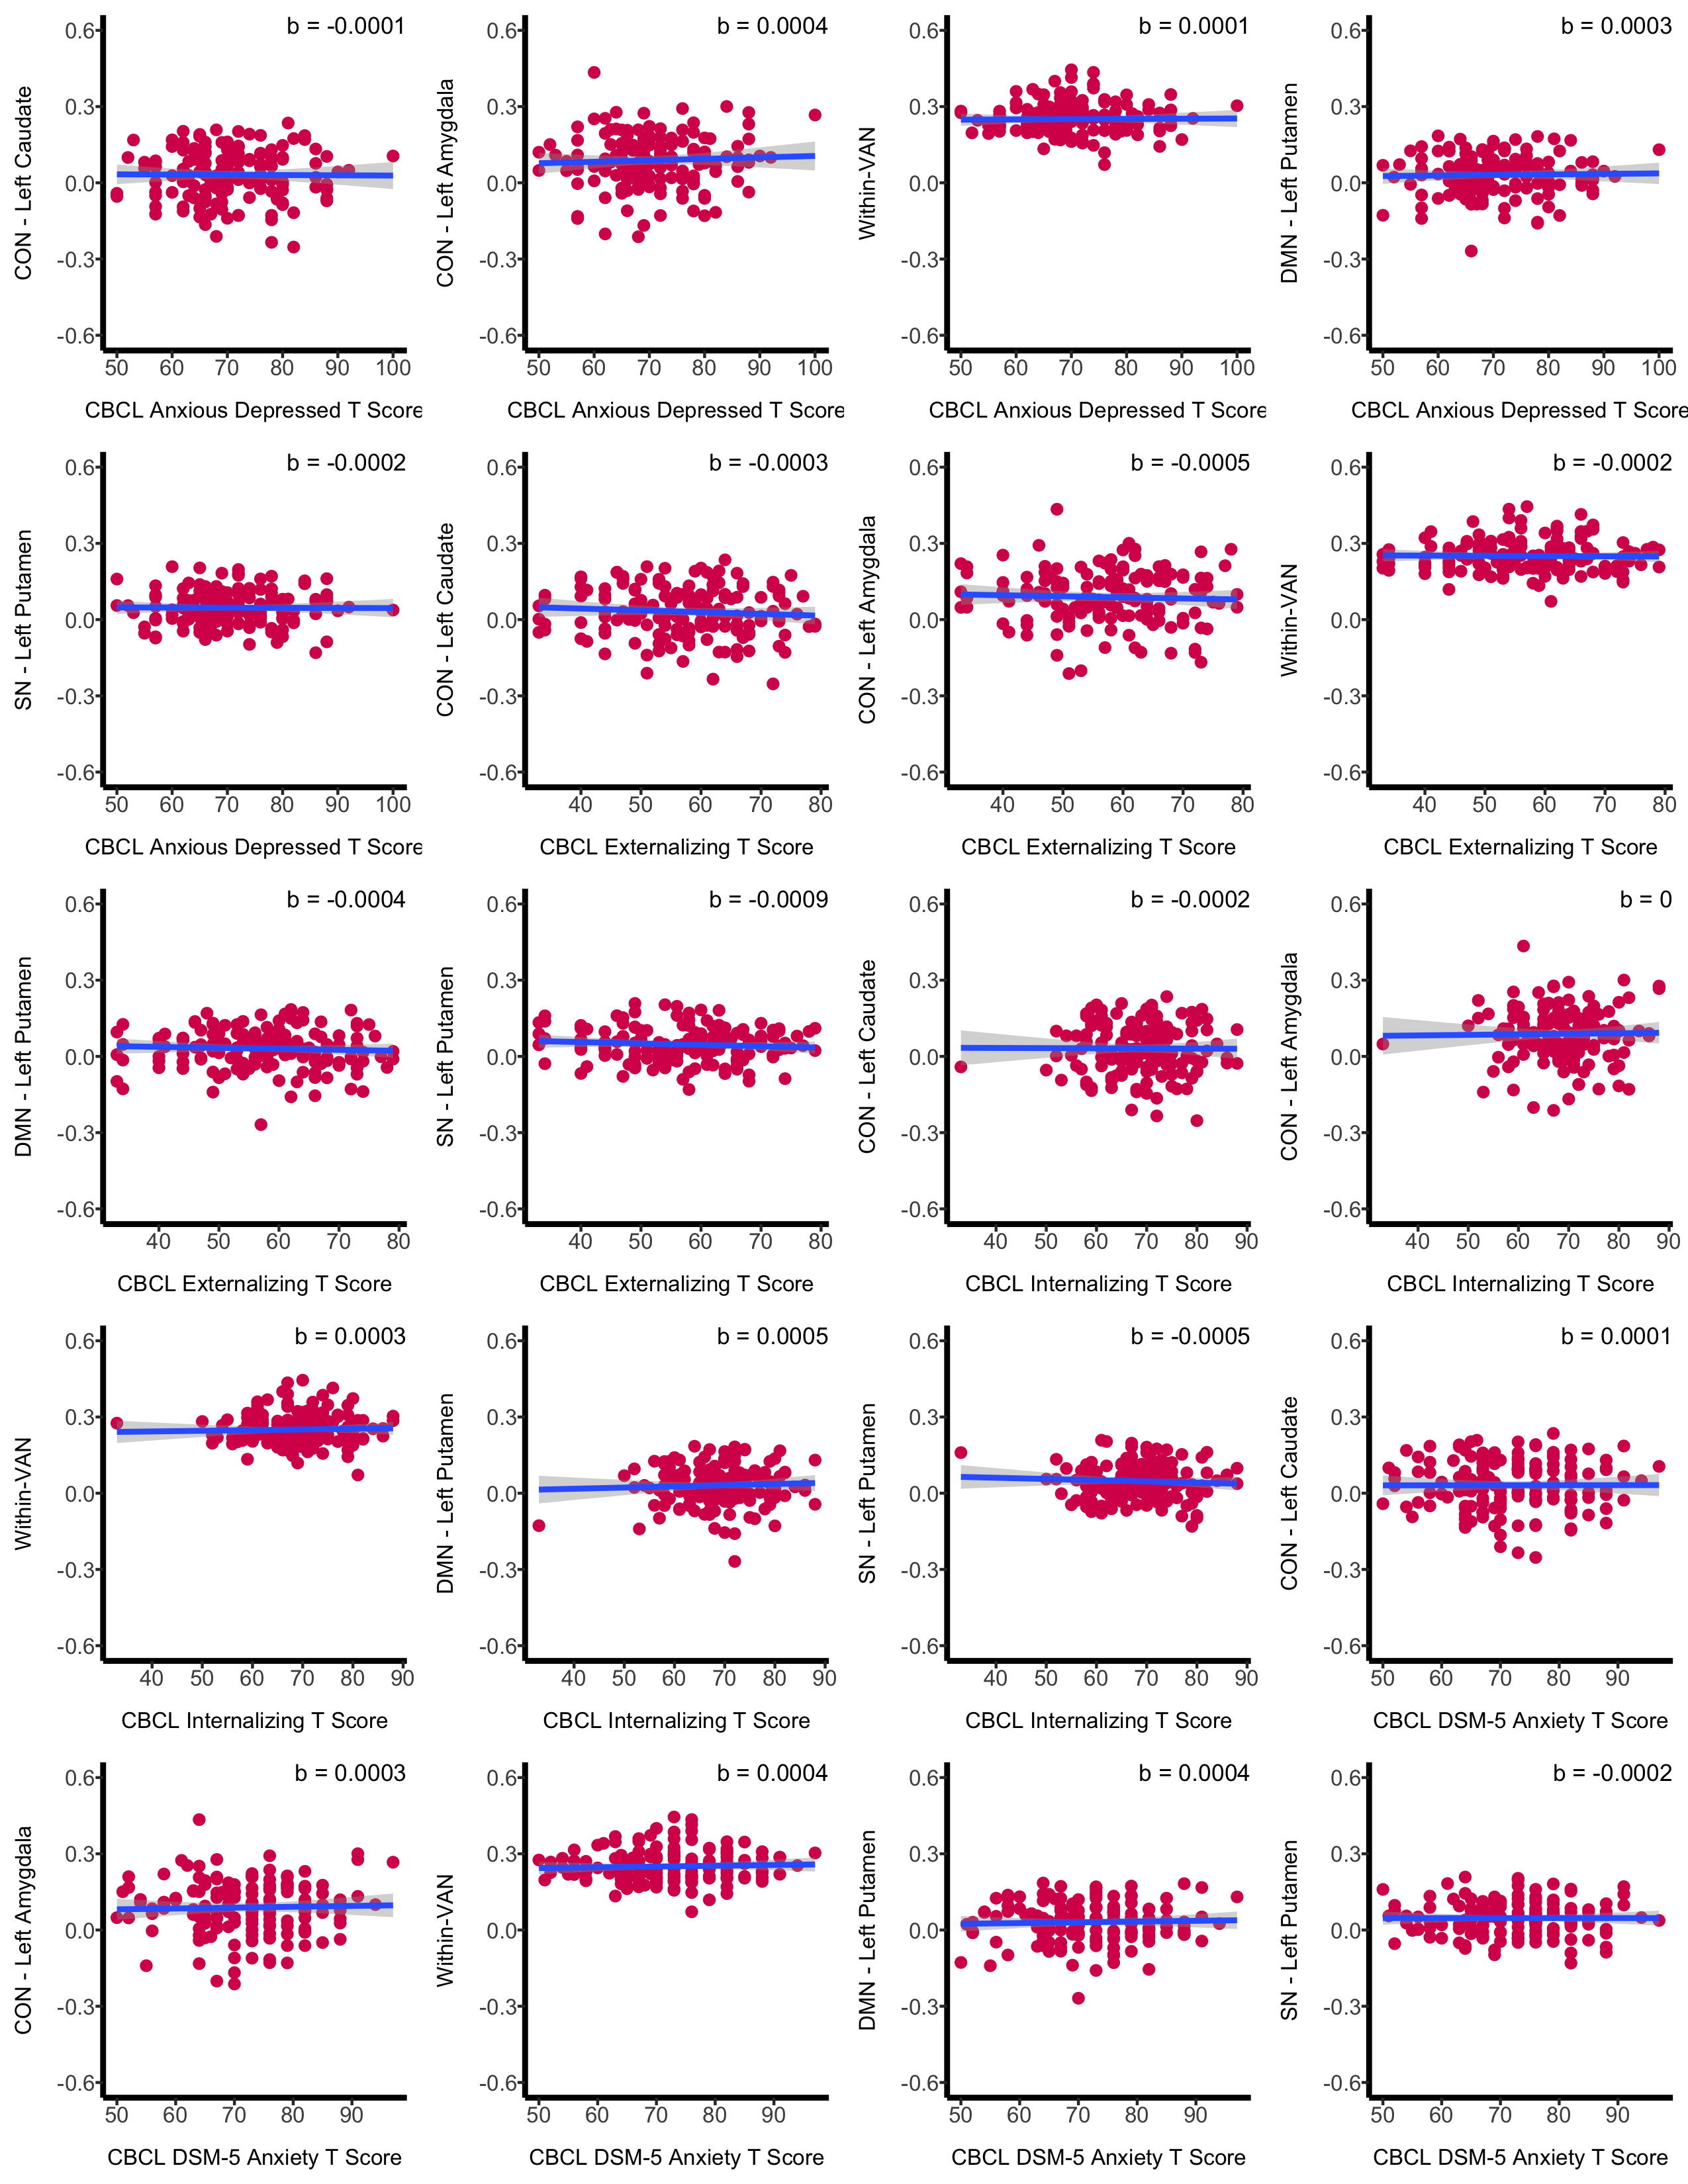 b = -0.0001
CON - Left Caudate
0.6
0.3
0.0
-0.3
-0.6
50 60 70 80 90 100
CBCL Anxious Depressed T Score
b = 0.0004
CON - Left Amygdala
0.6
0.3
0.0
-0.3
-0.6
50 60 70 80 90 100
CBCL Anxious Depressed T Score
b = 0.0001
Within-VAN
0.6
0.3
0.0
-0.3
-0.6
50 60 70 80 90 100
CBCL Anxious Depressed T Score
b = 0.0003
DMN - Left Putamen
0.6
0.3
0.0
-0.3
-0.6
50 60 70 80 90 100
CBCL Anxious Depressed T Score
b = -0.0002
SN - Left Putamen
0.6
0.3
0.0
-0.3
-0.6
50 60 70 80 90 100
CBCL Anxious Depressed T Score
b = -0.0003
CON - Left Caudate
0.6
0.3
0.0
-0.3
-0.6
40 50 60 70 80
CBCL Externalizing T Score
b = -0.0005
CON - Left Amygdala
0.6
0.3
0.0
-0.3
-0.6
40 50 60 70 80
CBCL Externalizing T Score
b = -0.0002
Within-VAN
0.6
0.3
0.0
-0.3
-0.6
40 50 60 70 80
CBCL Externalizing T Score
b = -0.0004
DMN - Left Putamen
0.6
0.3
0.0
-0.3
-0.6
40 50 60 70 80
CBCL Externalizing T Score
b = -0.0009
SN - Left Putamen
0.6
0.3
0.0
-0.3
-0.6
40 50 60 70 80
CBCL Externalizing T Score
b = -0.0002
CON - Left Caudate
0.6
0.3
0.0
-0.3
-0.6
40 50 60 70 80 90
CBCL Internalizing T Score
b = 0
CON - Left Amygdala
0.6
0.3
0.0
-0.3
-0.6
40 50 60 70 80 90
CBCL Internalizing T Score
b = 0.0003
Within-VAN
0.6
0.3
0.0
-0.3
-0.6
40 50 60 70 80 90
CBCL Internalizing T Score
b = 0.0005
DMN - Left Putamen
0.6
0.3
0.0
-0.3
-0.6
40 50 60 70 80 90
CBCL Internalizing T Score
b = -0.0005
SN - Left Putamen
0.6
0.3
0.0
-0.3
-0.6
40 50 60 70 80 90
CBCL Internalizing T Score
b = 0.0001
CON - Left Caudate
0.6
0.3
0.0
-0.3
-0.6
50 60 70 80 90
CBCL DSM-5 Anxiety T Score
b = 0.0003
CON - Left Amygdala
0.6
0.3
0.0
-0.3
-0.6
50 60 70 80 90
CBCL DSM-5 Anxiety T Score
b = 0.0004
Within-VAN
0.6
0.3
0.0
-0.3
-0.6
50 60 70 80 90
CBCL DSM-5 Anxiety T Score
b = 0.0004
DMN - Left Putamen
0.6
0.3
0.0
-0.3
-0.6
50 60 70 80 90
CBCL DSM-5 Anxiety T Score
b = -0.0002
SN - Left Putamen
0.6
0.3
0.0
-0.3
-0.6
50 60 70 80 90
CBCL DSM-5 Anxiety T Score